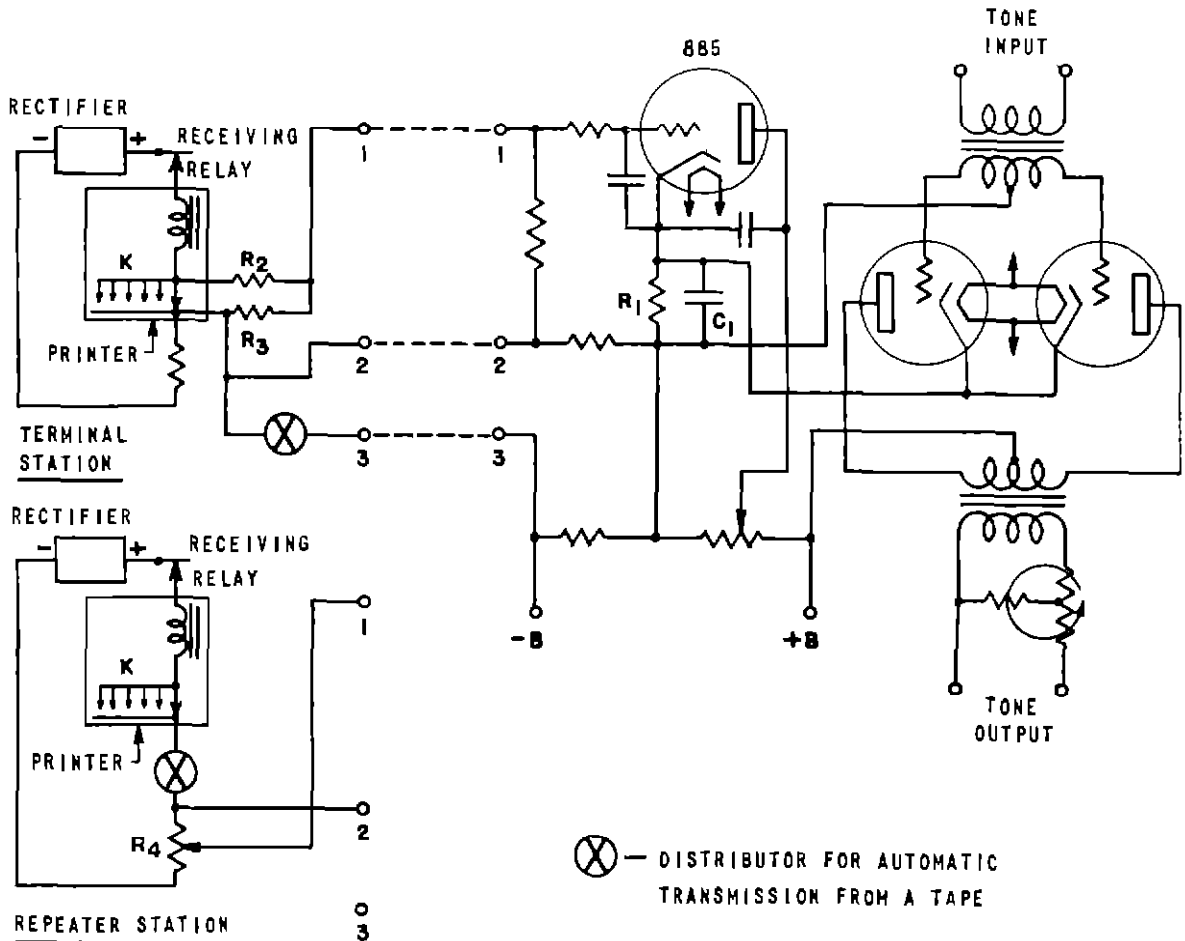 TONE
INPUT
885
RECTIFIER
- +
RECEIVING
RELAY
1
1
K
R2
R3
R1
C1
PRINTER
2
2
TERMINAL
STATION
3
3
RECTIFIER
- +
RECEIVING
RELAY
1
-B
+B
K
PRINTER
TONE
OUTPUT
2
R4
X — DISTRIBUTOR FOR AUTOMATIC
TRANSMISSION FROM A TAPE
REPEATER STATION
3